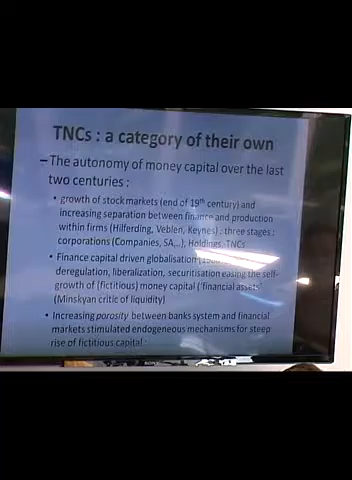 TNCs : a category of their own
– The autonomy of money capital over the last
two centuries :
• growth of stock markets (end of 19th century) and
increasing separation between finance and production
within firms (Hilferding, Veblen, Keynes) : three stages :
corporations (Companies, SA,..), Holdings, TNCs
• Finance capital driven globalisation
deregulation, liberalization, securitisation easing the self-
growth of (fictitious) money capital ('financial assets'
(Minskyan critic of liquidity)
• Increasing porosity between banks system and financial
markets stimulated endogeneous mechanisms for steep
rise of fictitious capital :